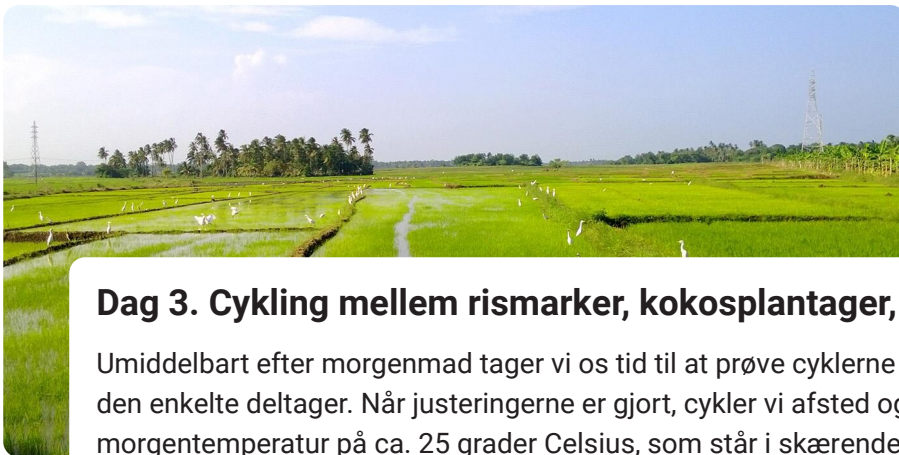 Dag 3. Cykling mellem rismarker, kokosplantager,
Umiddelbart efter morgenmad tager vi os tid til at prøve cyklerne
den enkelte deltager. Når justeringerne er gjort, cykler vi afsted og
morgentemperatur på ca. 25 grader Celsius, som står i skærende